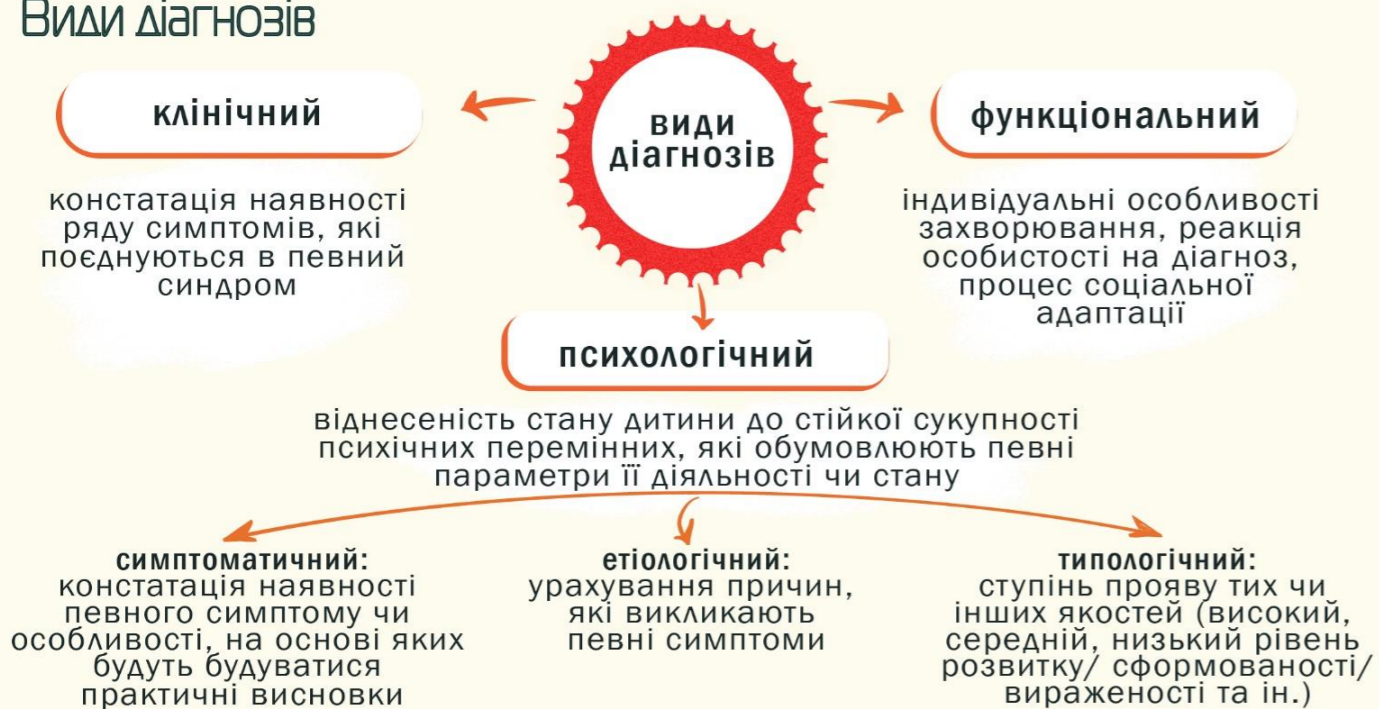 Види діагнозів
види
діагнозів
клінічний
констатація наявності
ряду симптомів, які
поєднуються в певний
синдром
функціональний
індивідуальні особливості
захворювання, реакція
особистості на діагноз,
процес соціальної
адаптації
психологічний
віднесеність стану дитини до стійкої сукупності
психічних перемінних, які обумовлюють певні
параметри її діяльності чи стану
симптоматичний:
констатація наявності
певного симптому чи
особливості, на основі яких
будуть будуватися
практичні висновки
етіологічний:
урахування причин,
які викликають
певні симптоми
типологічний:
ступінь прояву тих чи
інших якостей (високий,
середній, низький рівень
розвитку/ сформованості/
вираженості та ін.)